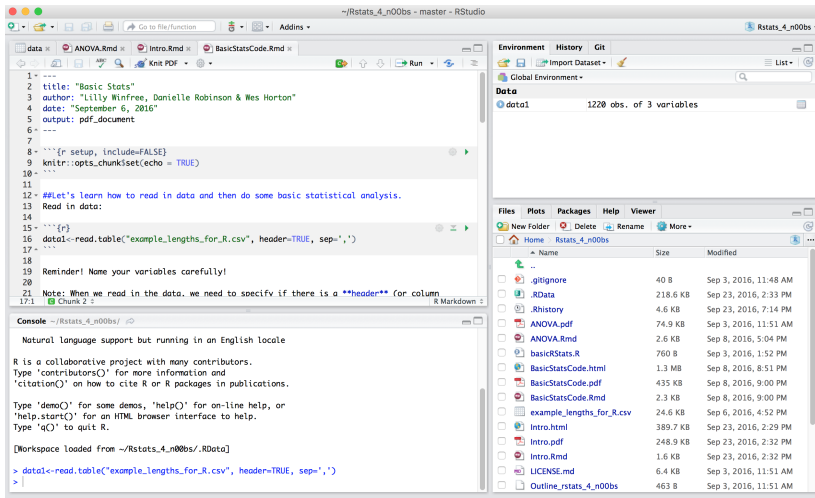 ~/Rstats_4_n00bs - master - RStudio
Go to file/function
Addins
Rstats_4_n00bs
data
ANOVA.Rmd
Intro.Rmd
BasicStatsCode.Rmd
ABC
Knit PDF
Run
1 ---
2 title: "Basic Stats"
3 author: "Lilly Winfree, Danielle Robinson & Wes Horton"
4 date: "September 6, 2016"
5 output: pdf_document
6 ---
7
8 ```{r setup, include=FALSE}
9 knitr::opts_chunk$set(echo = TRUE)
10 ```
11
12 ##Let's learn how to read in data and then do some basic statistical analysis.
13 Read in data:
14
15 ```{r}
16 data1<-read.table("example_lengths_for_R.csv", header=TRUE, sep=',')
17 ```
18
19 Reminder! Name your variables carefully!
20
21 Note: When we read in the data, we need to specify if there is a **header** (or column
17:1 Chunk 2 R Markdown
Console ~/Rstats_4_n00bs/
Natural language support but running in an English locale
R is a collaborative project with many contributors.
Type 'contributors()' for more information and
'citation()' on how to cite R or R packages in publications.
Type 'demo()' for some demos, 'help()' for on-line help, or
'help.start()' for an HTML browser interface to help.
Type 'q()' to quit R.
[Workspace loaded from ~/Rstats_4_n00bs/.RData]
> data1<-read.table("example_lengths_for_R.csv", header=TRUE, sep=',')
>
Environment History Git
Import Dataset List
Global Environment
Data
data1 1220 obs. of 3 variables
Files Plots Packages Help Viewer
New Folder Delete Rename More
Home Rstats_4_n00bs
Name Size Modified
..
.gitignore 40 B Sep 3, 2016, 11:48 AM
.RData 218.6 KB Sep 23, 2016, 2:33 PM
.Rhistory 4.6 KB Sep 23, 2016, 7:14 PM
ANOVA.pdf 74.9 KB Sep 3, 2016, 11:51 AM
ANOVA.Rmd 2.6 KB Sep 8, 2016, 5:04 PM
basicRStats.R 760 B Sep 3, 2016, 1:52 PM
BasicStatsCode.html 1.3 MB Sep 8, 2016, 8:51 PM
BasicStatsCode.pdf 435 KB Sep 8, 2016, 9:00 PM
BasicStatsCode.Rmd 2.3 KB Sep 8, 2016, 9:00 PM
example_lengths_for_R.csv 24.6 KB Sep 6, 2016, 4:52 PM
Intro.html 389.7 KB Sep 23, 2016, 2:29 PM
Intro.pdf 248.9 KB Sep 23, 2016, 2:32 PM
Intro.Rmd 1.6 KB Sep 23, 2016, 2:32 PM
LICENSE.md 6.4 KB Sep 3, 2016, 11:51 AM
Outline_rstats_4_n00bs 463 B Sep 3, 2016, 11:51 AM